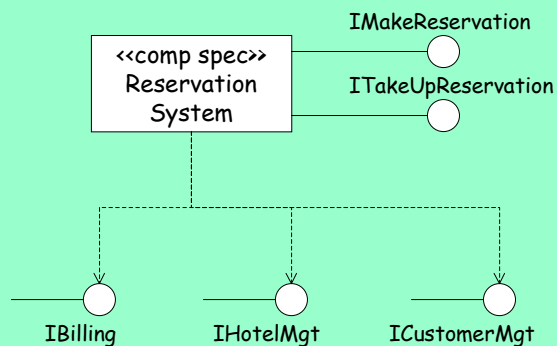 IMakeReservation
<<comp spec>>
Reservation
System
ITakeUpReservation
IBilling
IHotelMgt
ICustomerMgt